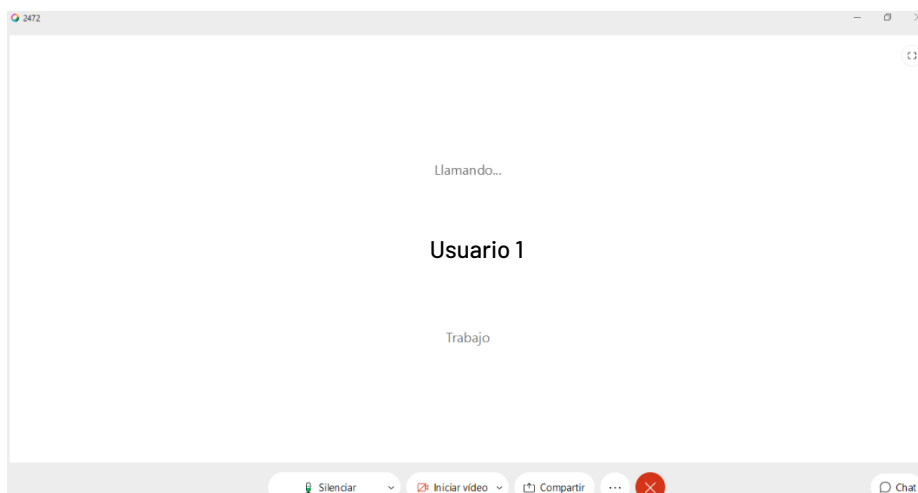 2472
Llamando...
Usuario 1
Trabajo
Silenciar
Iniciar vídeo
Compartir
Chat